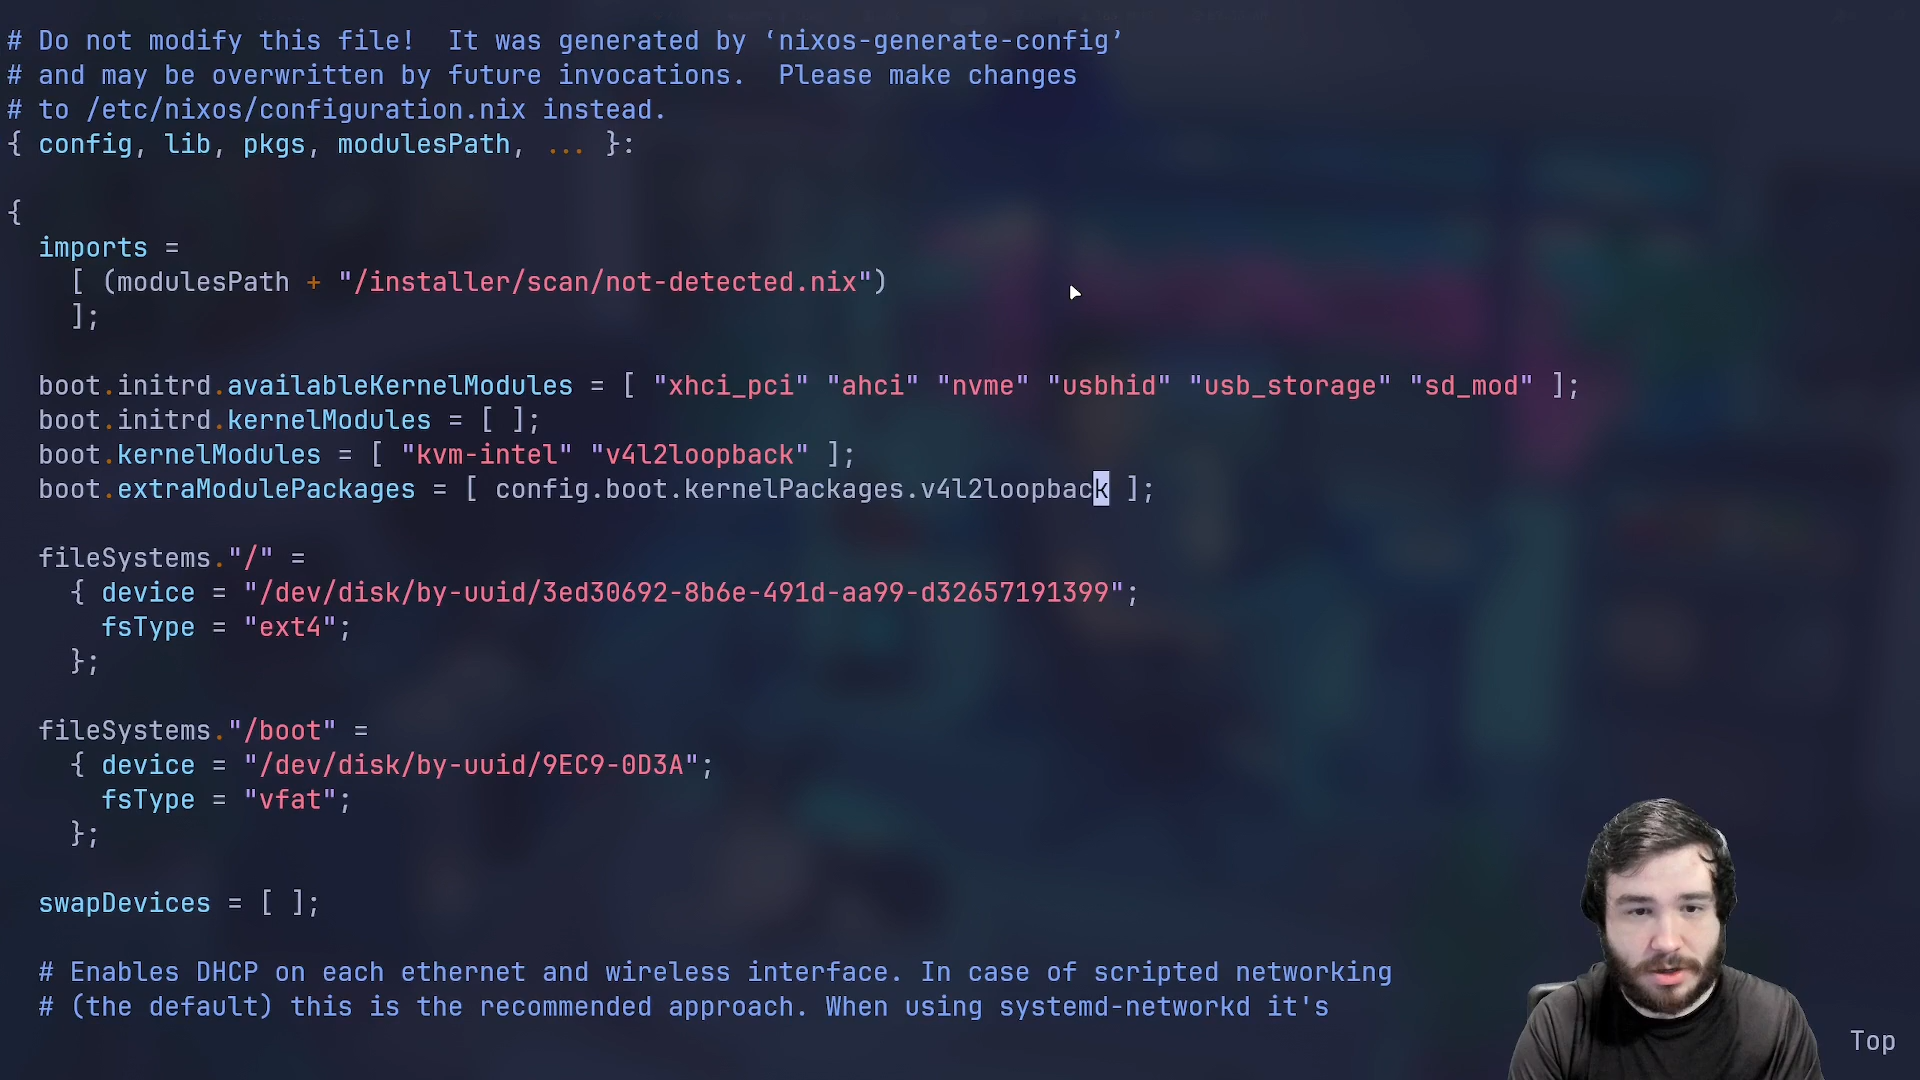 # Do not modify this file!  It was generated by ‘nixos-generate-config’
# and may be overwritten by future invocations.  Please make changes
# to /etc/nixos/configuration.nix instead.
{ config, lib, pkgs, modulesPath, ... }:
{
  imports =
    [ (modulesPath + "/installer/scan/not-detected.nix")
    ];
  boot.initrd.availableKernelModules = [ "xhci_pci" "ahci" "nvme" "usbhid" "usb_storage" "sd_mod" ];
  boot.initrd.kernelModules = [ ];
  boot.kernelModules = [ "kvm-intel" "v4l2loopback" ];
  boot.extraModulePackages = [ config.boot.kernelPackages.v4l2loopback ];
  fileSystems."/" =
    { device = "/dev/disk/by-uuid/3ed30692-8b6e-491d-aa99-d32657191399";
      fsType = "ext4";
    };
  fileSystems."/boot" =
    { device = "/dev/disk/by-uuid/9EC9-0D3A";
      fsType = "vfat";
    };
  swapDevices = [ ];
  # Enables DHCP on each ethernet and wireless interface. In case of scripted networking
  # (the default) this is the recommended approach. When using systemd-networkd it's
Top